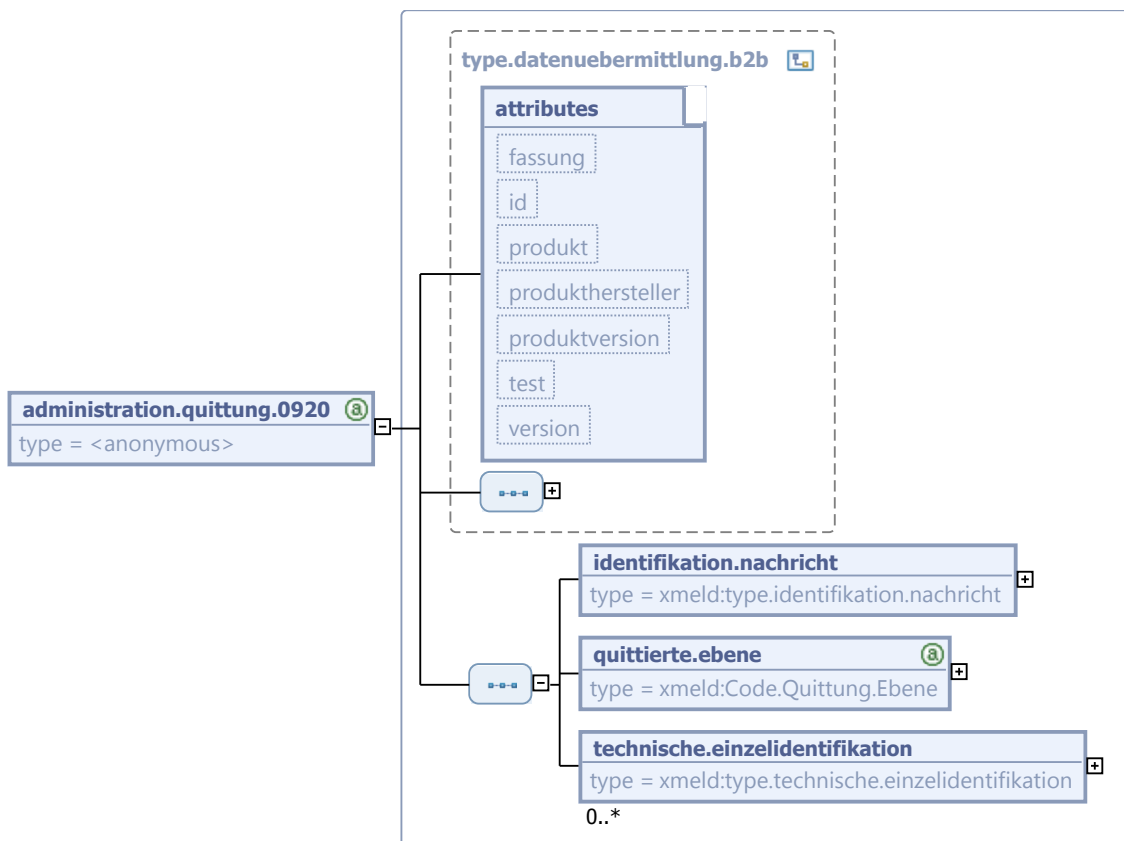 type.datenuebermittlung.b2b
attributes
fassung
id
produkt
produkthersteller
produktversion
test
version
administration.quittung.0920 a
type = <anonymous>
identifikation.nachricht
type = xmeld:type.identifikation.nachricht
quittierte.ebene a
type = xmeld:Code.Quittung.Ebene
technische.einzelidentifikation
type = xmeld:type.technische.einzelidentifikation
0..*